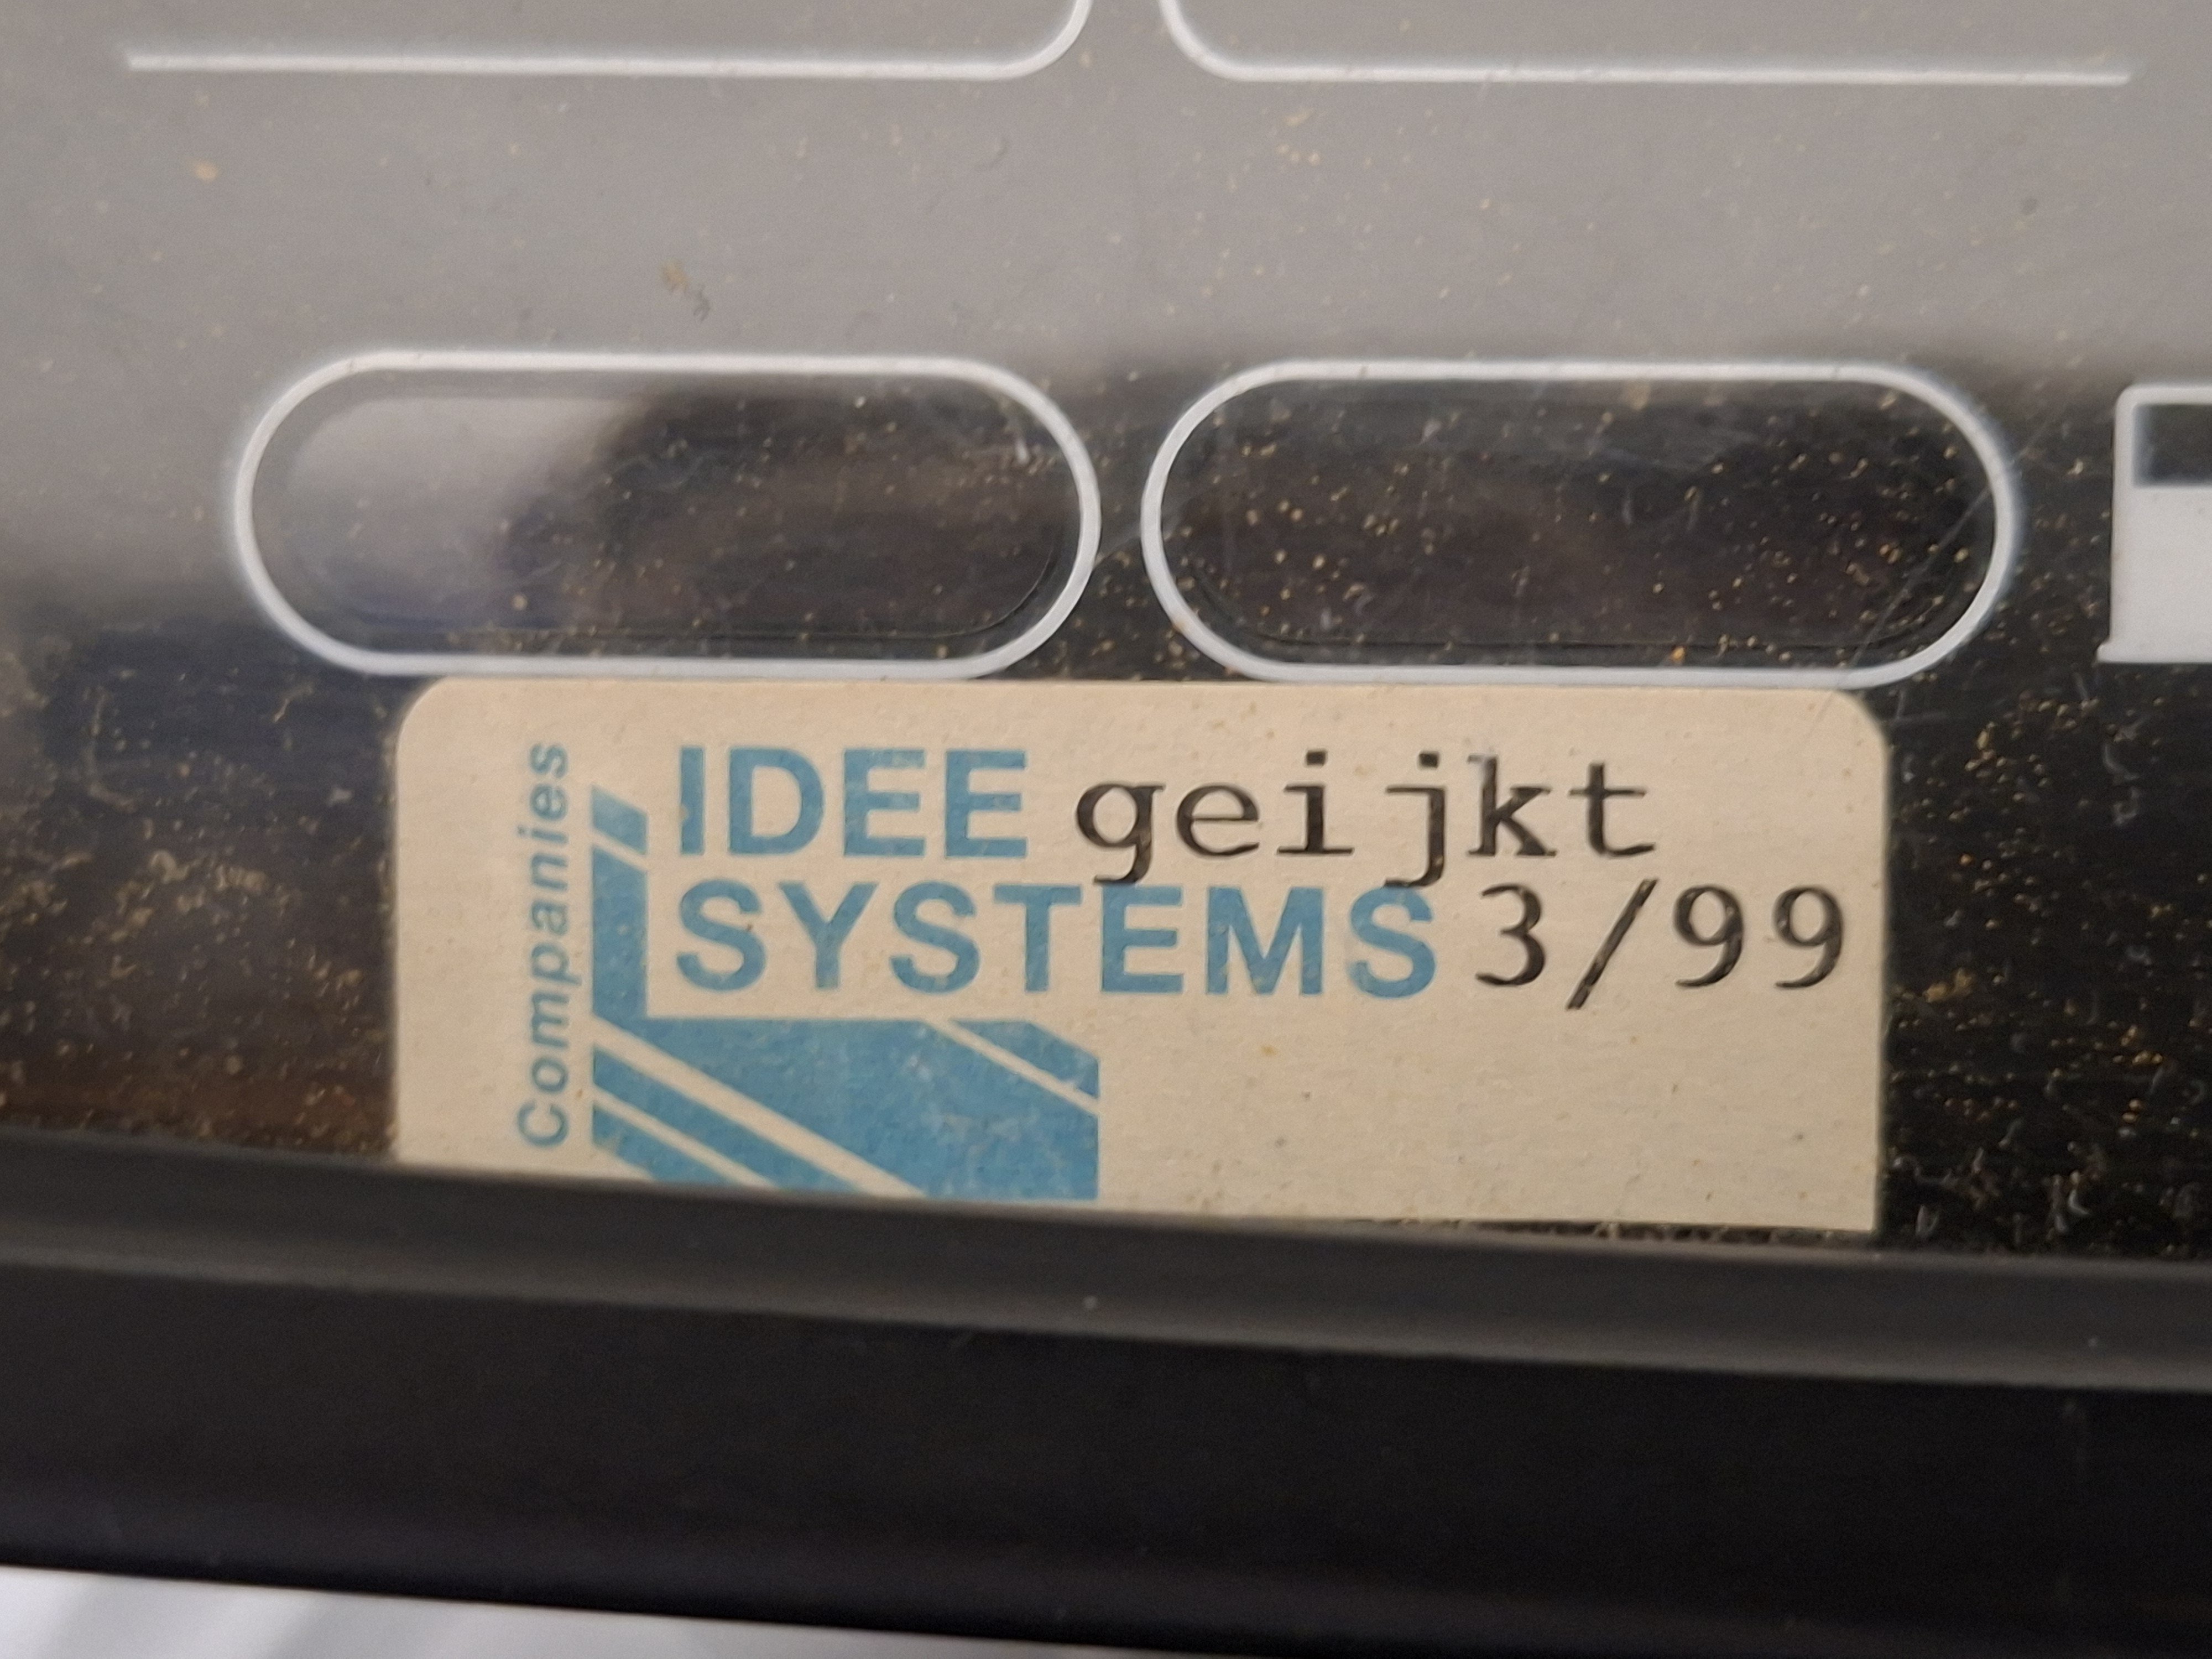 Companies
IDEE geijkt
SYSTEMS 3/99